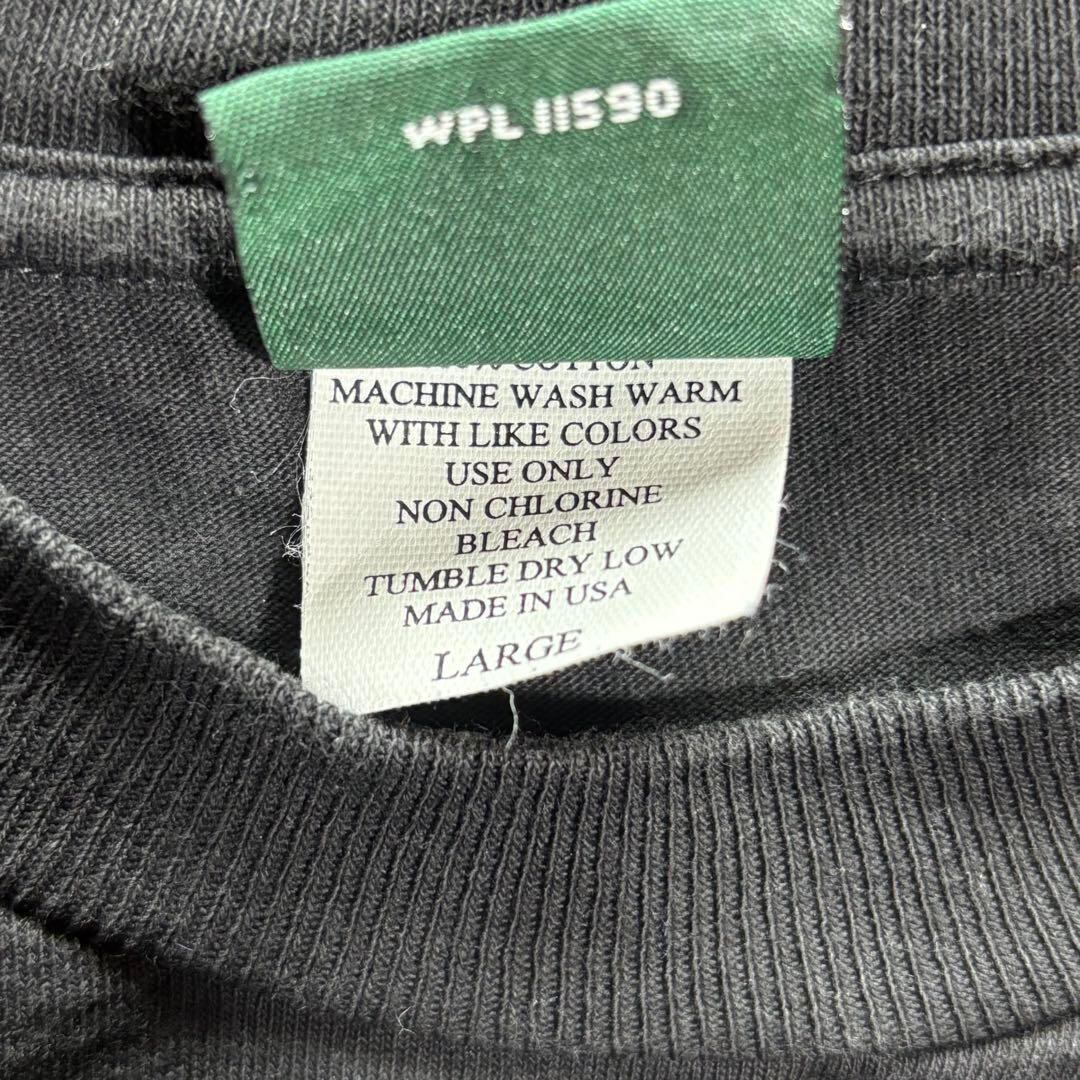 WPL 11590
COTTON
MACHINE WASH WARM
WITH LIKE COLORS
USE ONLY
NON CHLORINE
BLEACH
TUMBLE DRY LOW
MADE IN USA
LARGE